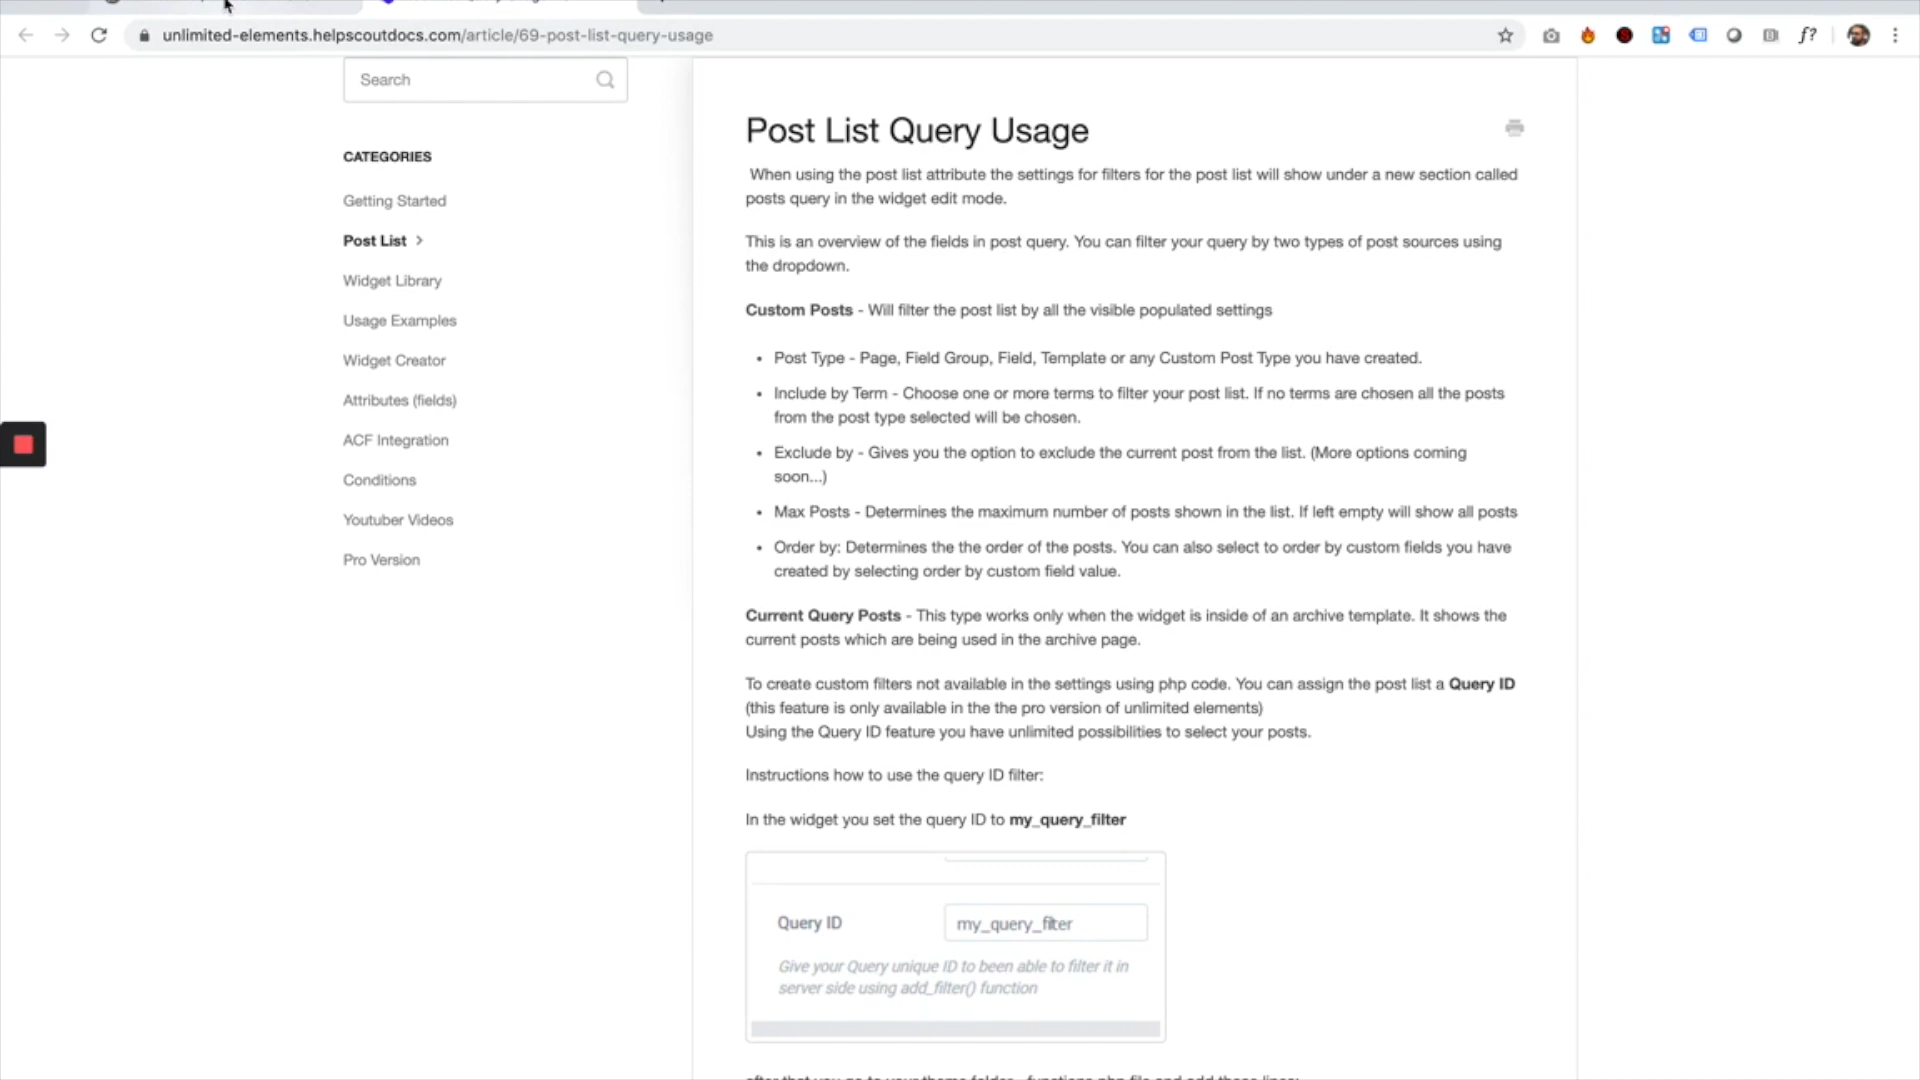 unlimited-elements.helpscoutdocs.com/article/69-post-list-query-usage
f?
Search
CATEGORIES
Getting Started
Post List
Widget Library
Usage Examples
Widget Creator
Attributes (fields)
ACF Integration
Conditions
Youtuber Videos
Pro Version
Post List Query Usage
When using the post list attribute the settings for filters for the post list will show under a new section called
posts query in the widget edit mode.
This is an overview of the fields in post query. You can filter your query by two types of post sources using
the dropdown.
Custom Posts - Will filter the post list by all the visible populated settings
• Post Type - Page, Field Group, Field, Template or any Custom Post Type you have created.
• Include by Term - Choose one or more terms to filter your post list. If no terms are chosen all the posts
from the post type selected will be chosen.
• Exclude by - Gives you the option to exclude the current post from the list. (More options coming
soon...)
• Max Posts - Determines the maximum number of posts shown in the list. If left empty will show all posts
• Order by: Determines the the order of the posts. You can also select to order by custom fields you have
created by selecting order by custom field value.
Current Query Posts - This type works only when the widget is inside of an archive template. It shows the
current posts which are being used in the archive page.
To create custom filters not available in the settings using php code. You can assign the post list a Query ID
(this feature is only available in the the pro version of unlimited elements)
Using the Query ID feature you have unlimited possibilities to select your posts.
Instructions how to use the query ID filter:
In the widget you set the query ID to my_query_filter
Query ID
my_query_filter
Give your Query unique ID to been able to filter it in
server side using add_filter() function
after that you go to your theme folder - functions.php file and add these lines: